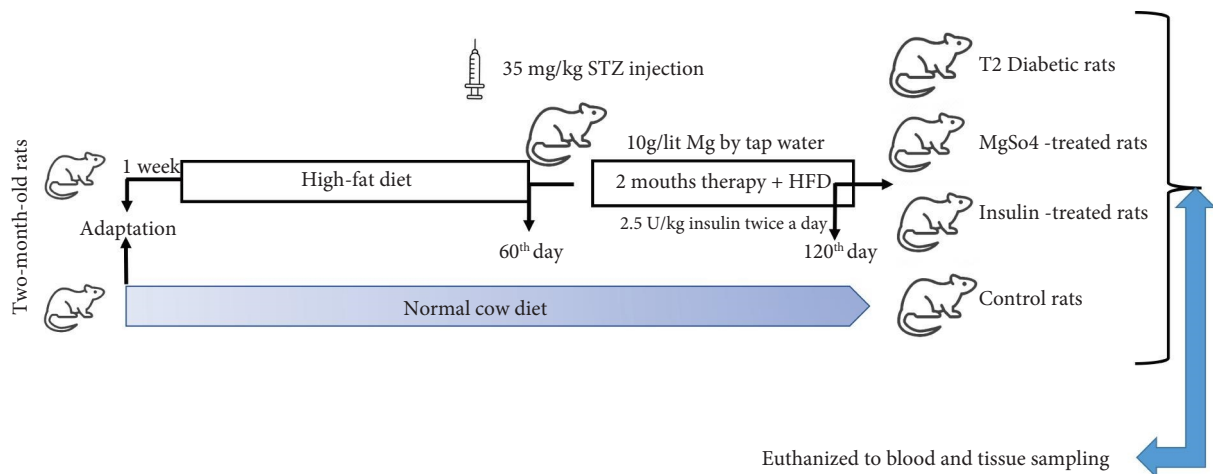 Two-month-old rats
35 mg/kg STZ injection
1 week
Adaptation
High-fat diet
60th day
10g/lit Mg by tap water
2 mouths therapy + HFD
2.5 U/kg insulin twice a day
120th day
Normal cow diet
T2 Diabetic rats
MgSo4 -treated rats
Insulin -treated rats
Control rats
Euthanized to blood and tissue sampling